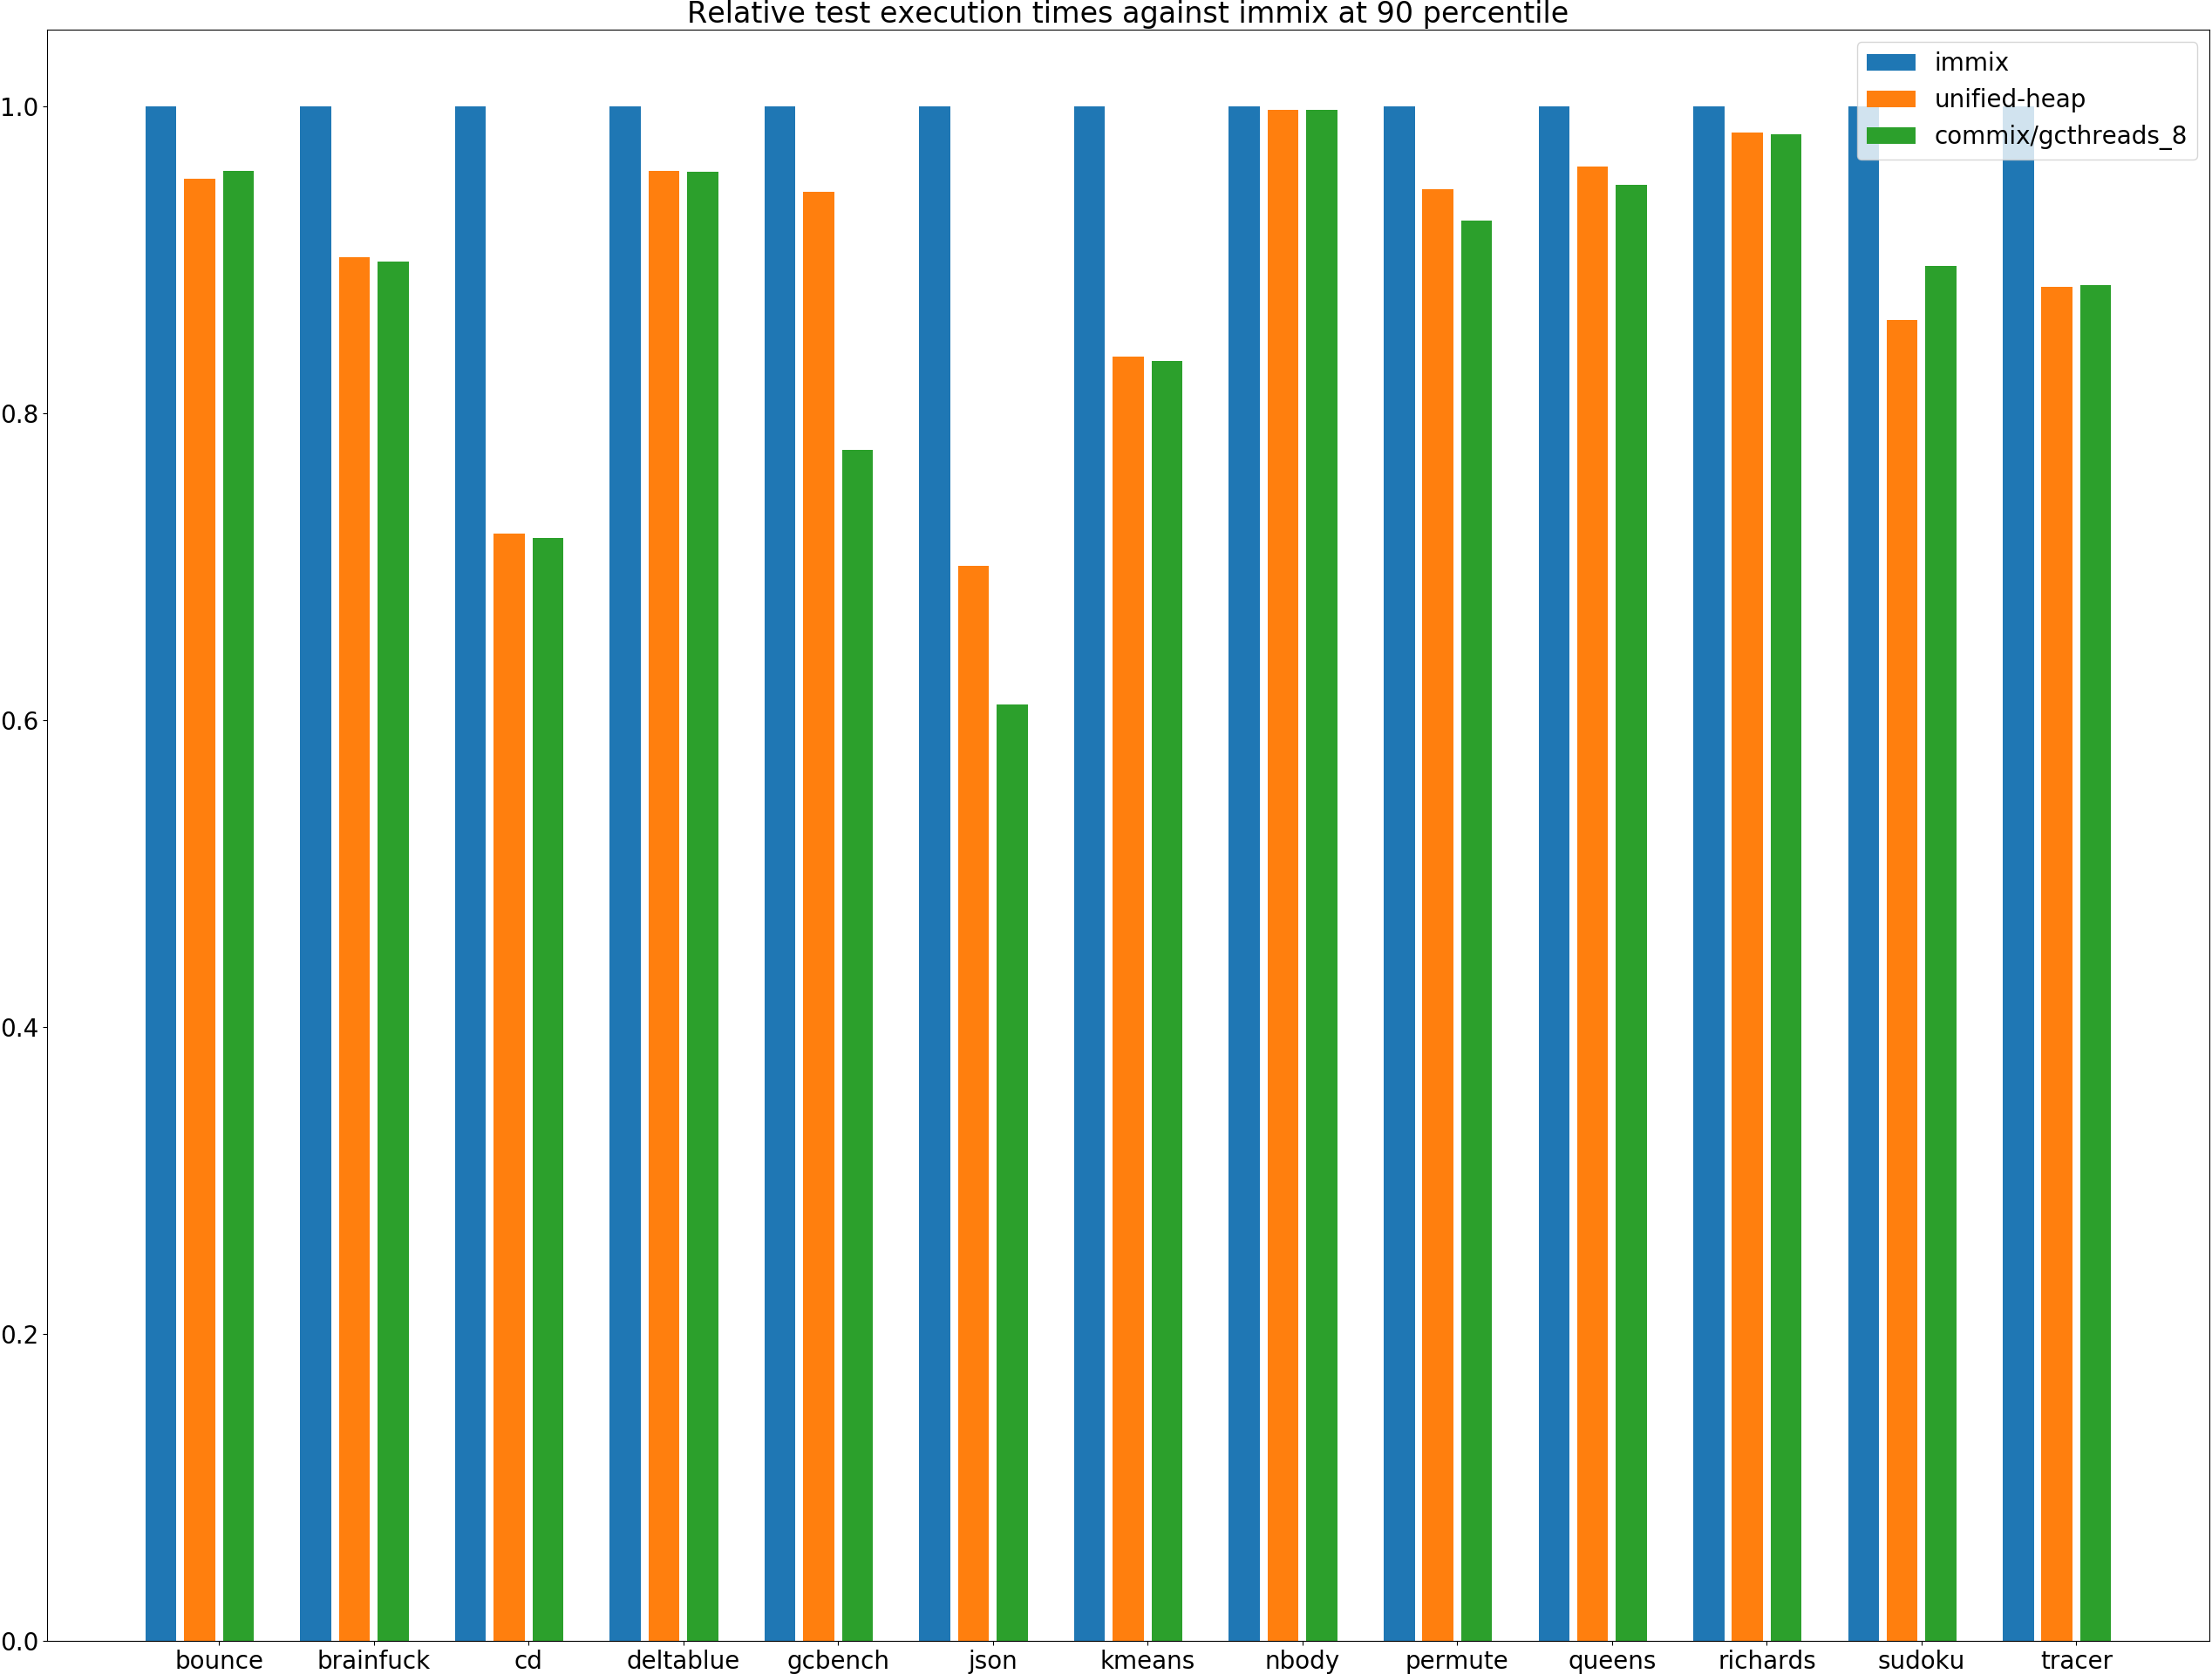 Relative test execution times against immix at 90 percentile
immix
unified-heap
commix/gcthreads_8
1.0
0.8
0.6
0.4
0.2
0.0
bounce brainfuck cd deltablue gcbench json kmeans nbody permute queens richards sudoku tracer